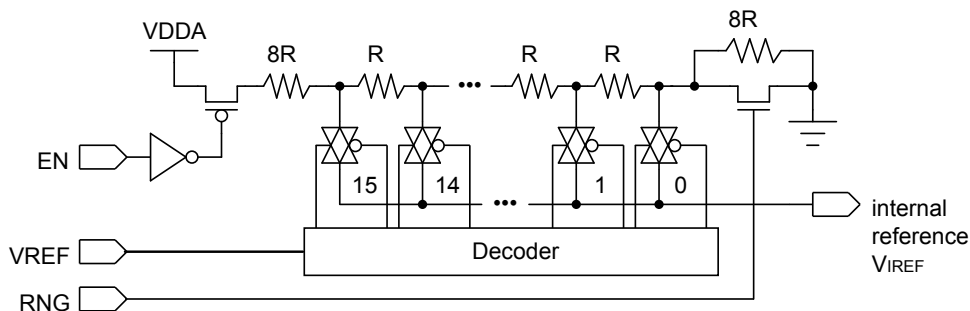 VDDA
8R
R
R
R
8R
EN
15
14
1
0
internal
reference
VIREF
Decoder
VREF
RNG